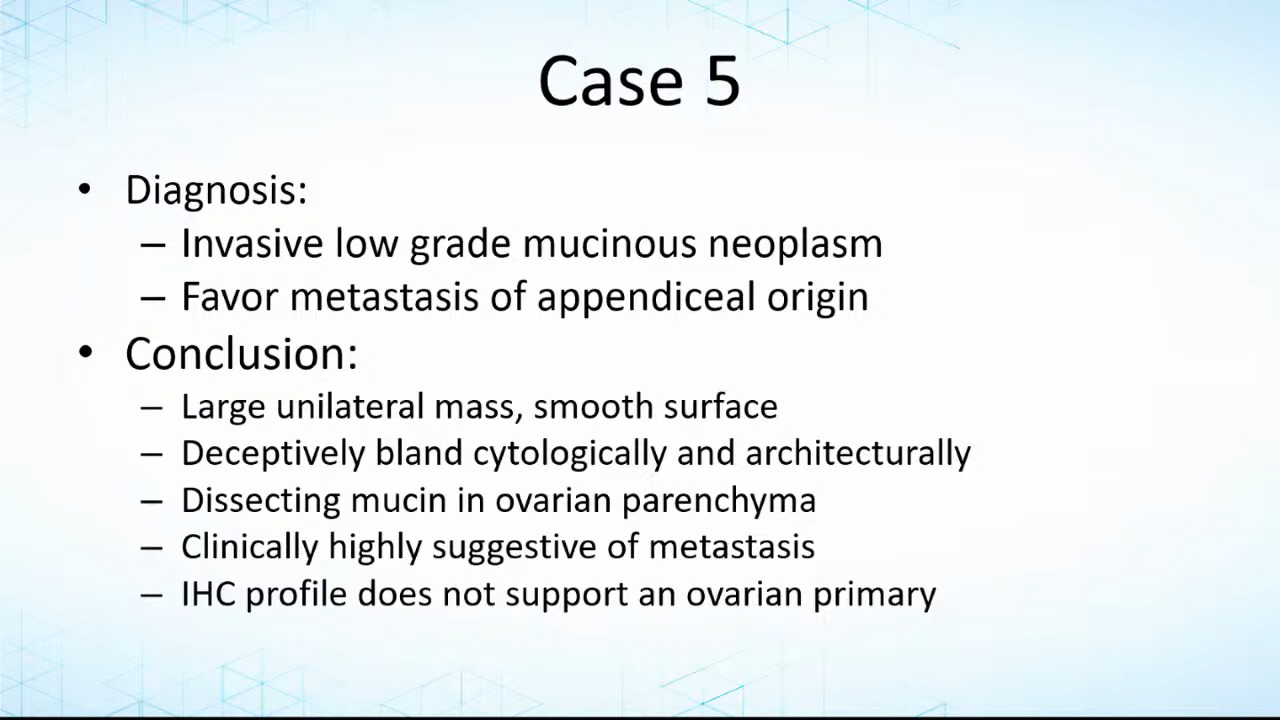 Case 5
• Diagnosis:
– Invasive low grade mucinous neoplasm
– Favor metastasis of appendiceal origin
• Conclusion:
– Large unilateral mass, smooth surface
– Deceptively bland cytologically and architecturally
– Dissecting mucin in ovarian parenchyma
– Clinically highly suggestive of metastasis
– IHC profile does not support an ovarian primary